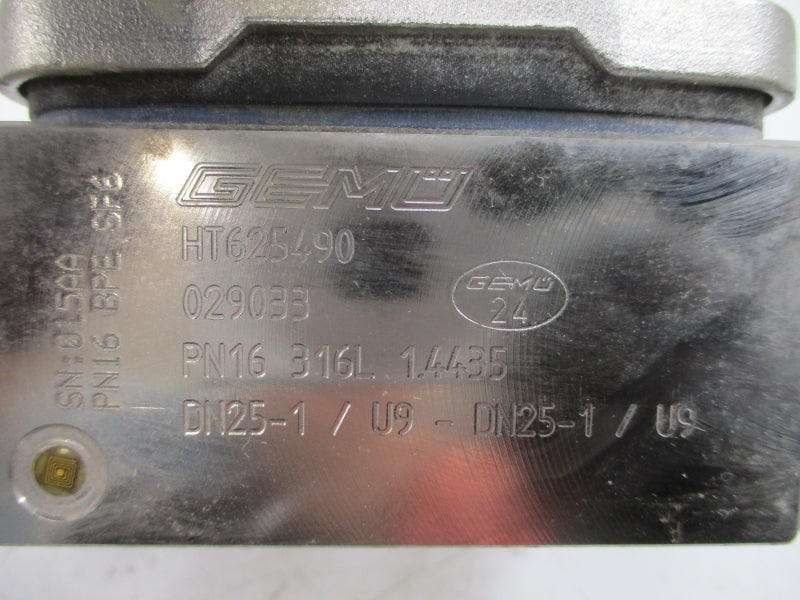 GEMÜ
HT625490
029033
GEMÜ
24
PN16 316L 1.4435
DN25-1 / U9 - DN25-1 / U9
SN:015AA
PN16 BPE SF6